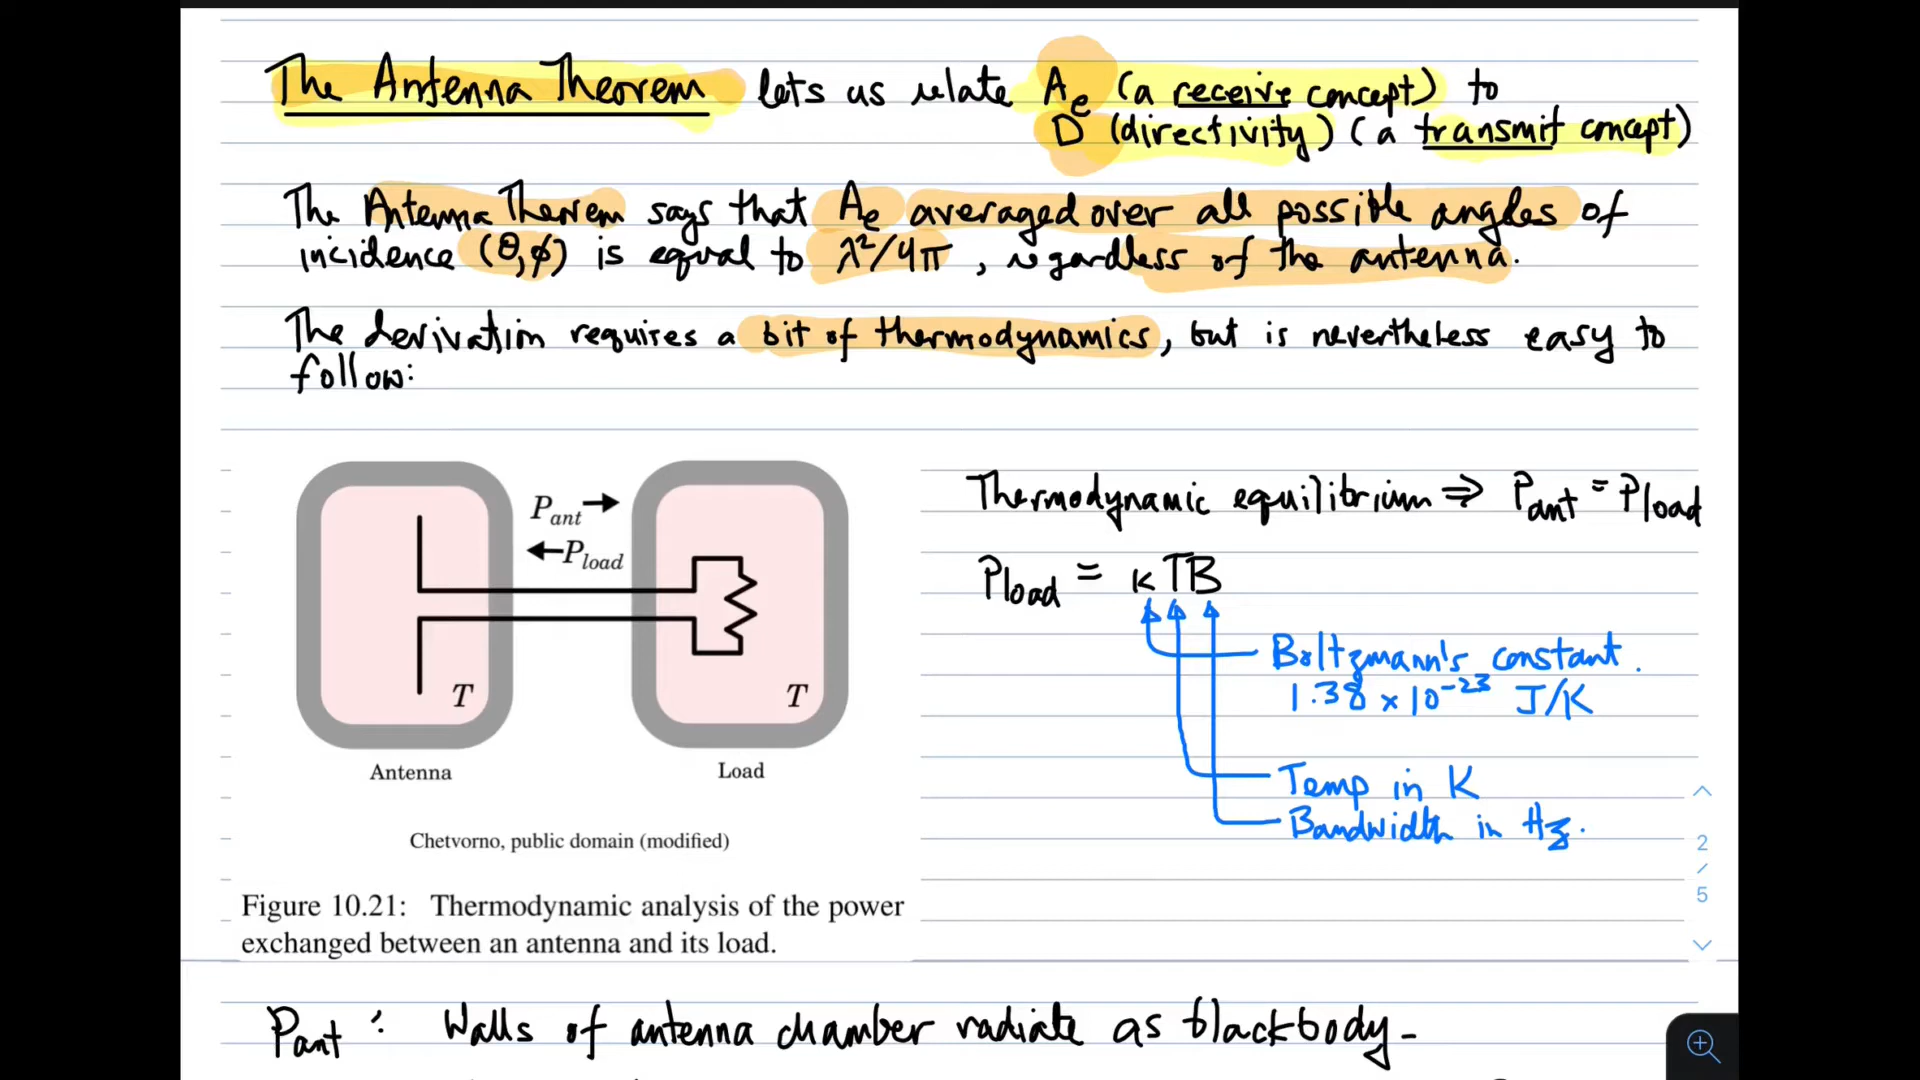 The Antenna Theorem lets us relate Ae (a receive concept) to
D (directivity) (a transmit concept)
The Antenna Theorem says that Ae averaged over all possible angles of
incidence (θ,φ) is equal to λ²/4π, regardless of the antenna.
The derivation requires a bit of thermodynamics, but is nevertheless easy to
follow:
Pant →
← Pload
T
T
Antenna
Load
Chetvorno, public domain (modified)
Figure 10.21: Thermodynamic analysis of the power
exchanged between an antenna and its load.
Thermodynamic equilibrium ⇒ Pant = Pload
Pload = kTB
Boltzmann's constant.
1.38 × 10⁻²³ J/K
Temp in K
Bandwidth in Hz.
2
/
5
Pant: Walls of antenna chamber radiate as blackbody-